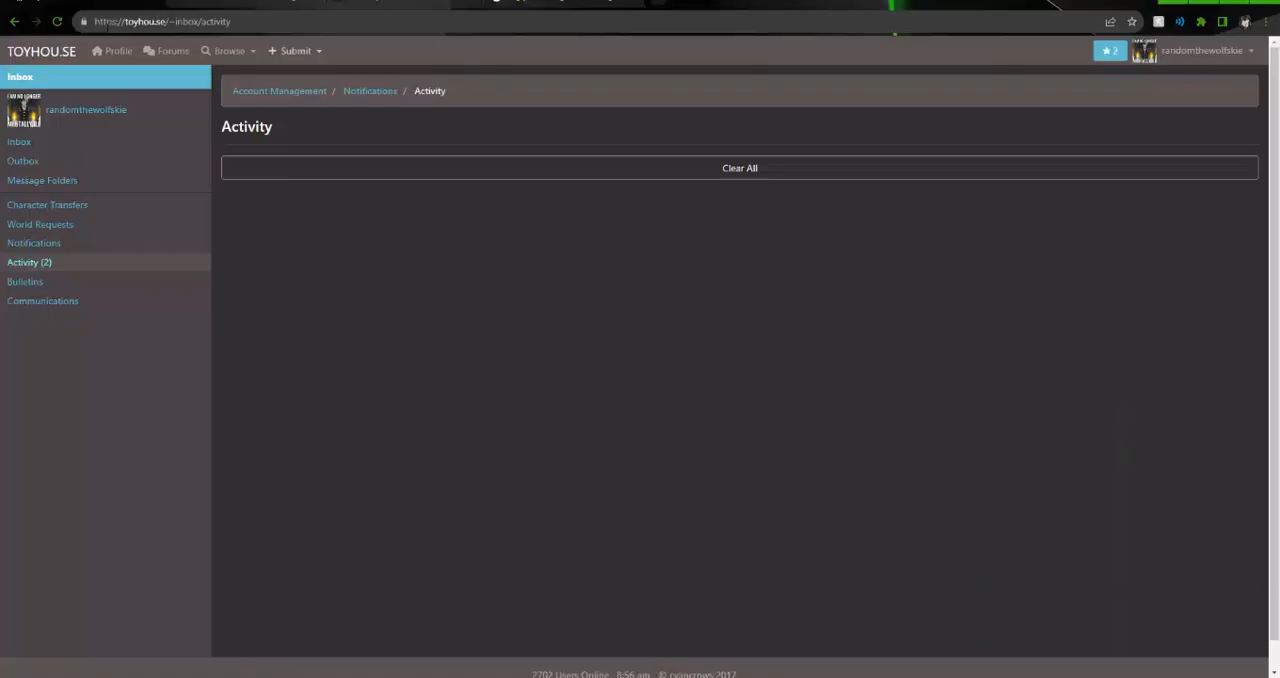 https://toyhou.se/~inbox/activity
TOYHOU.SE Profile Forums Browse Submit 2 randomthewolfskie
Inbox
Account Management / Notifications / Activity
randomthewolfskie
Activity
Inbox
Outbox
Clear All
Message Folders
Character Transfers
World Requests
Notifications
Activity (2)
Bulletins
Communications
2702 Users Online 8:56 am © cyancrows 2017